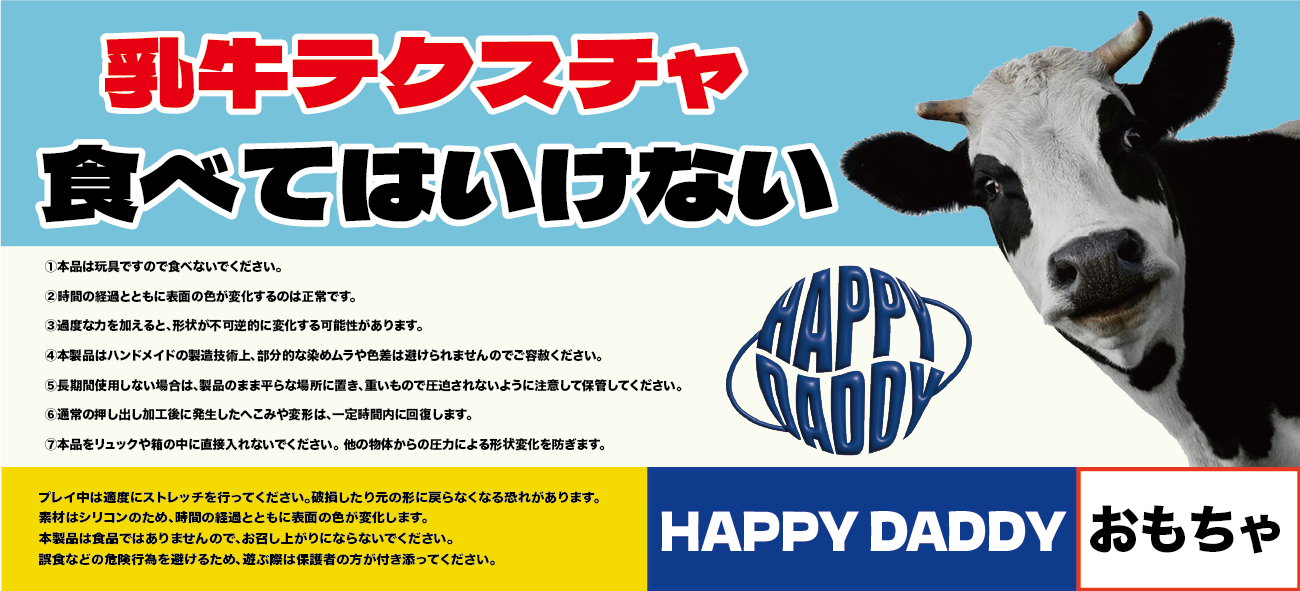 乳牛テクスチャ
食べてはいけない
①本品は玩具ですので食べないでください。
②時間の経過とともに表面の色が変化するのは正常です。
③過度な力を加えると、形状が不可逆的に変化する可能性があります。
④本製品はハンドメイドの製造技術上、部分的な染めムラや色差は避けられませんのでご容赦ください。
⑤長期間使用しない場合は、製品のまま平らな場所に置き、重いもので圧迫されないように注意して保管してください。
⑥通常の押し出し加工後に発生したへこみや変形は、一定時間内に回復します。
⑦本品をリュックや箱の中に直接入れないでください。他の物体からの圧力による形状変化を防ぎます。
HAPPY
DADDY
プレイ中は適度にストレッチを行ってください。破損したり元の形に戻らなくなる恐れがあります。
素材はシリコンのため、時間の経過とともに表面の色が変化します。
本製品は食品ではありませんので、お召し上がりにならないでください。
誤食などの危険行為を避けるため、遊ぶ際は保護者の方が付き添ってください。
HAPPY DADDY
おもちゃ